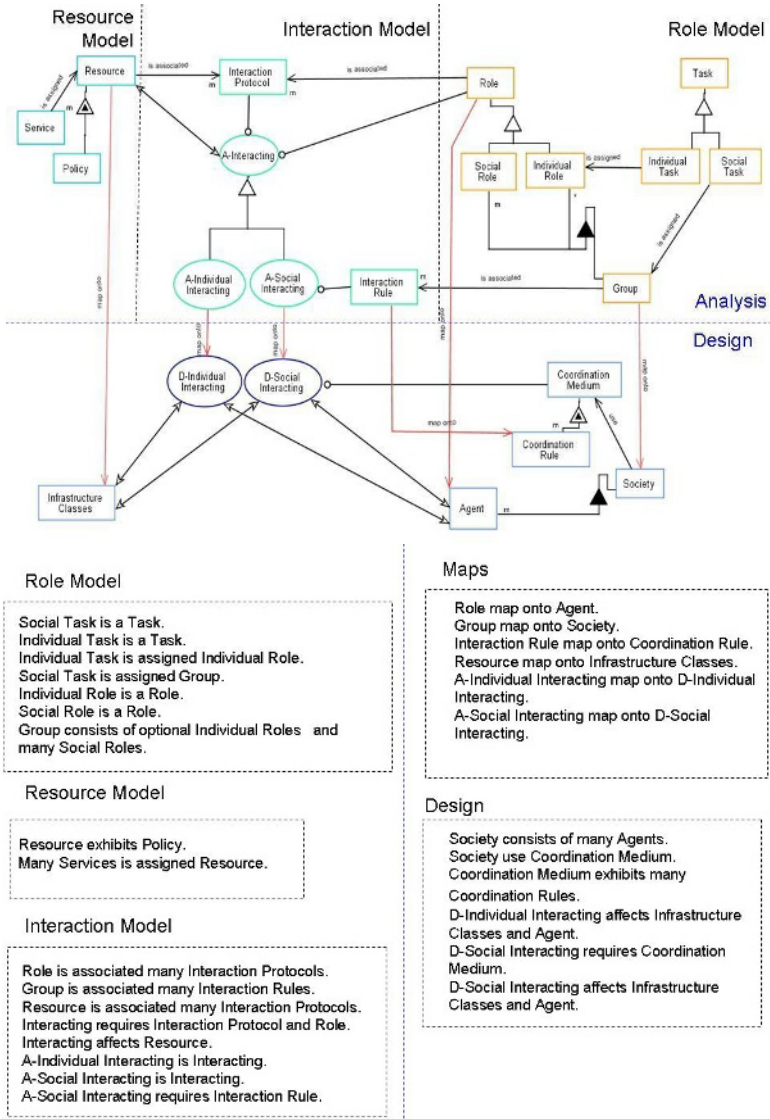 Resource
Model
Interaction Model
Role Model
Resource
is associated
m
Interaction
Protocol
m
is associated
Role
Task
is assigned
m
Service
Policy
A-Interacting
Social
Role
Individual
Role
is assigned
Individual
Task
Social
Task
m
is assigned
map onto
A-Individual
Interacting
A-Social
Interacting
Interaction
Rule
m
is associated
Group
Analysis
Design
map onto
map onto
map onto
map onto
D-Individual
Interacting
D-Social
Interacting
Coordination
Medium
map onto
m
Coordination
Rule
use
Infrastructure
Classes
Agent
m
Society
Role Model
Social Task is a Task.
Individual Task is a Task.
Individual Task is assigned Individual Role.
Social Task is assigned Group.
Individual Role is a Role.
Social Role is a Role.
Group consists of optional Individual Roles and
many Social Roles.
Resource Model
Resource exhibits Policy.
Many Services is assigned Resource.
Interaction Model
Role is associated many Interaction Protocols.
Group is associated many Interaction Rules.
Resource is associated many Interaction Protocols.
Interacting requires Interaction Protocol and Role.
Interacting affects Resource.
A-Individual Interacting is Interacting.
A-Social Interacting is Interacting.
A-Social Interacting requires Interaction Rule.
Maps
Role map onto Agent.
Group map onto Society.
Interaction Rule map onto Coordination Rule.
Resource map onto Infrastructure Classes.
A-Individual Interacting map onto D-Individual
Interacting.
A-Social Interacting map onto D-Social
Interacting.
Design
Society consists of many Agents.
Society use Coordination Medium.
Coordination Medium exhibits many
Coordination Rules.
D-Individual Interacting affects Infrastructure
Classes and Agent.
D-Social Interacting requires Coordination
Medium.
D-Social Interacting affects Infrastructure
Classes and Agent.